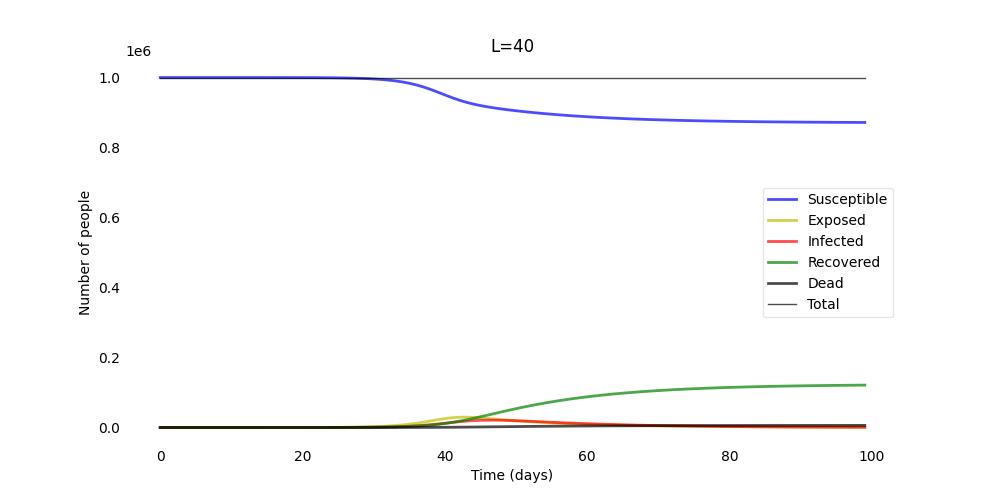 L=40
1e6
1.0
0.8
0.6
0.4
0.2
0.0
Number of people
0 20 40 60 80 100
Time (days)
Susceptible
Exposed
Infected
Recovered
Dead
Total